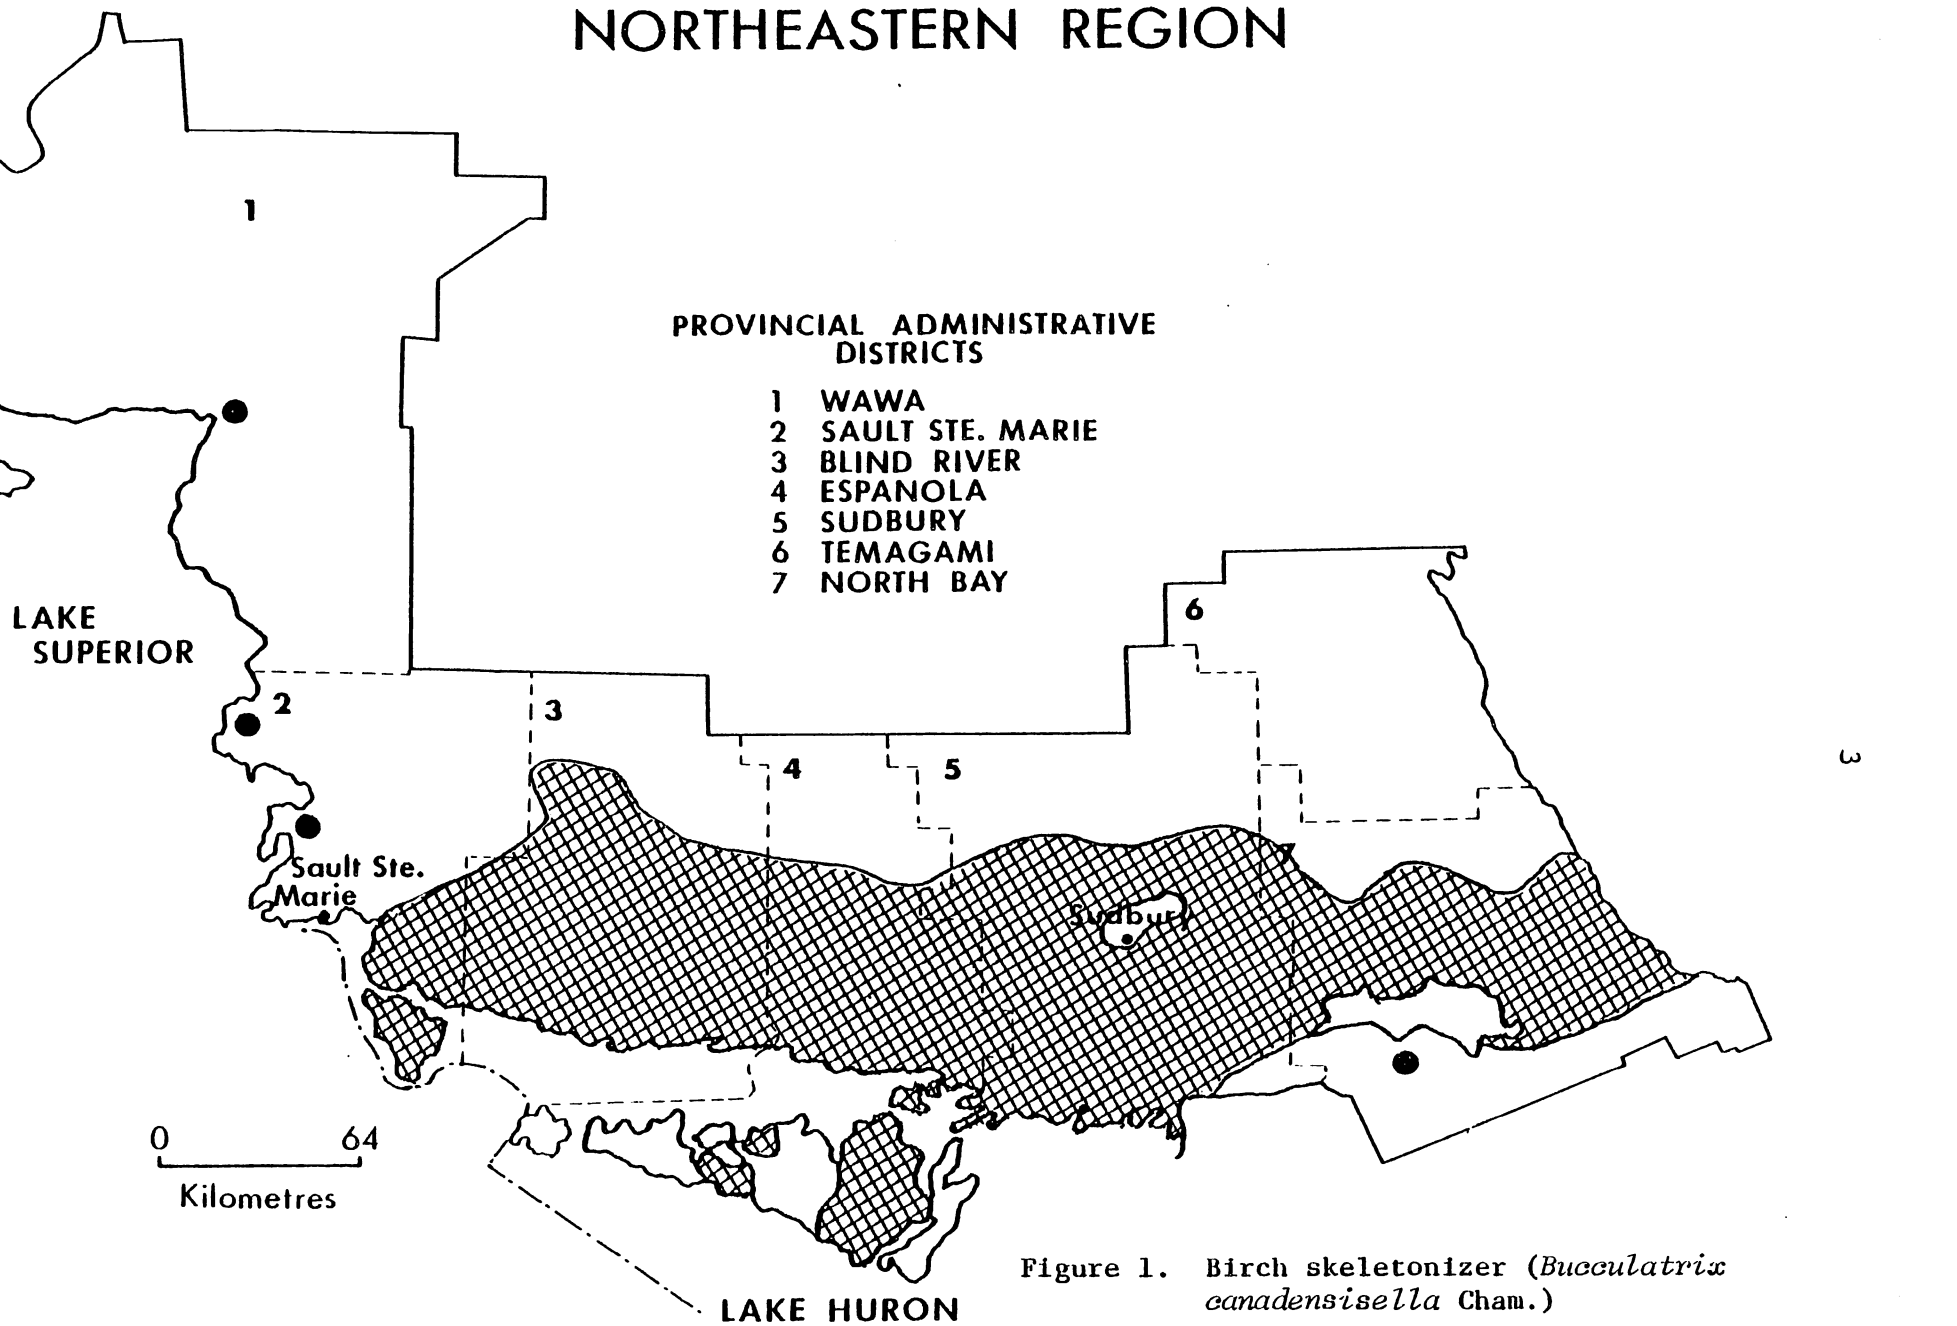 NORTHEASTERN REGION
1
PROVINCIAL ADMINISTRATIVE
DISTRICTS
1 WAWA
2 SAULT STE. MARIE
3 BLIND RIVER
4 ESPANOLA
5 SUDBURY
6 TEMAGAMI
7 NORTH BAY
6
LAKE
SUPERIOR
2
3
4
5
3
7
Sault Ste.
Marie
Sudbury
0 64
Kilometres
LAKE HURON
Figure 1. Birch skeletonizer (Bucculatrix
canadensisella Cham.)